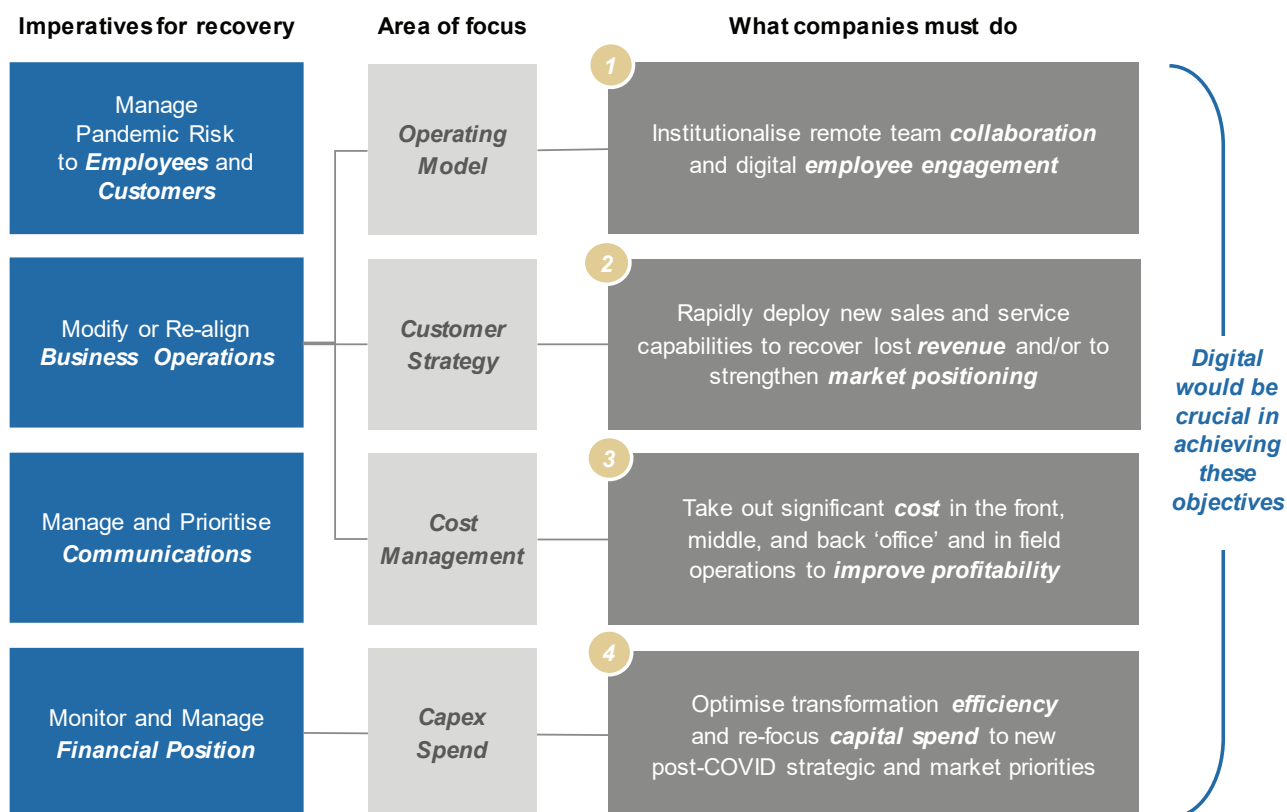 Imperatives for recovery
Area of focus
What companies must do
Manage
Pandemic Risk
to Employees and
Customers
Operating
Model
1
Institutionalise remote team collaboration
and digital employee engagement
Modify or Re-align
Business Operations
Customer
Strategy
2
Rapidly deploy new sales and service
capabilities to recover lost revenue and/or to
strengthen market positioning
Manage and Prioritise
Communications
Cost
Management
3
Take out significant cost in the front,
middle, and back ‘office’ and in field
operations to improve profitability
Monitor and Manage
Financial Position
Capex
Spend
4
Optimise transformation efficiency
and re-focus capital spend to new
post-COVID strategic and market priorities
Digital
would be
crucial in
achieving
these
objectives